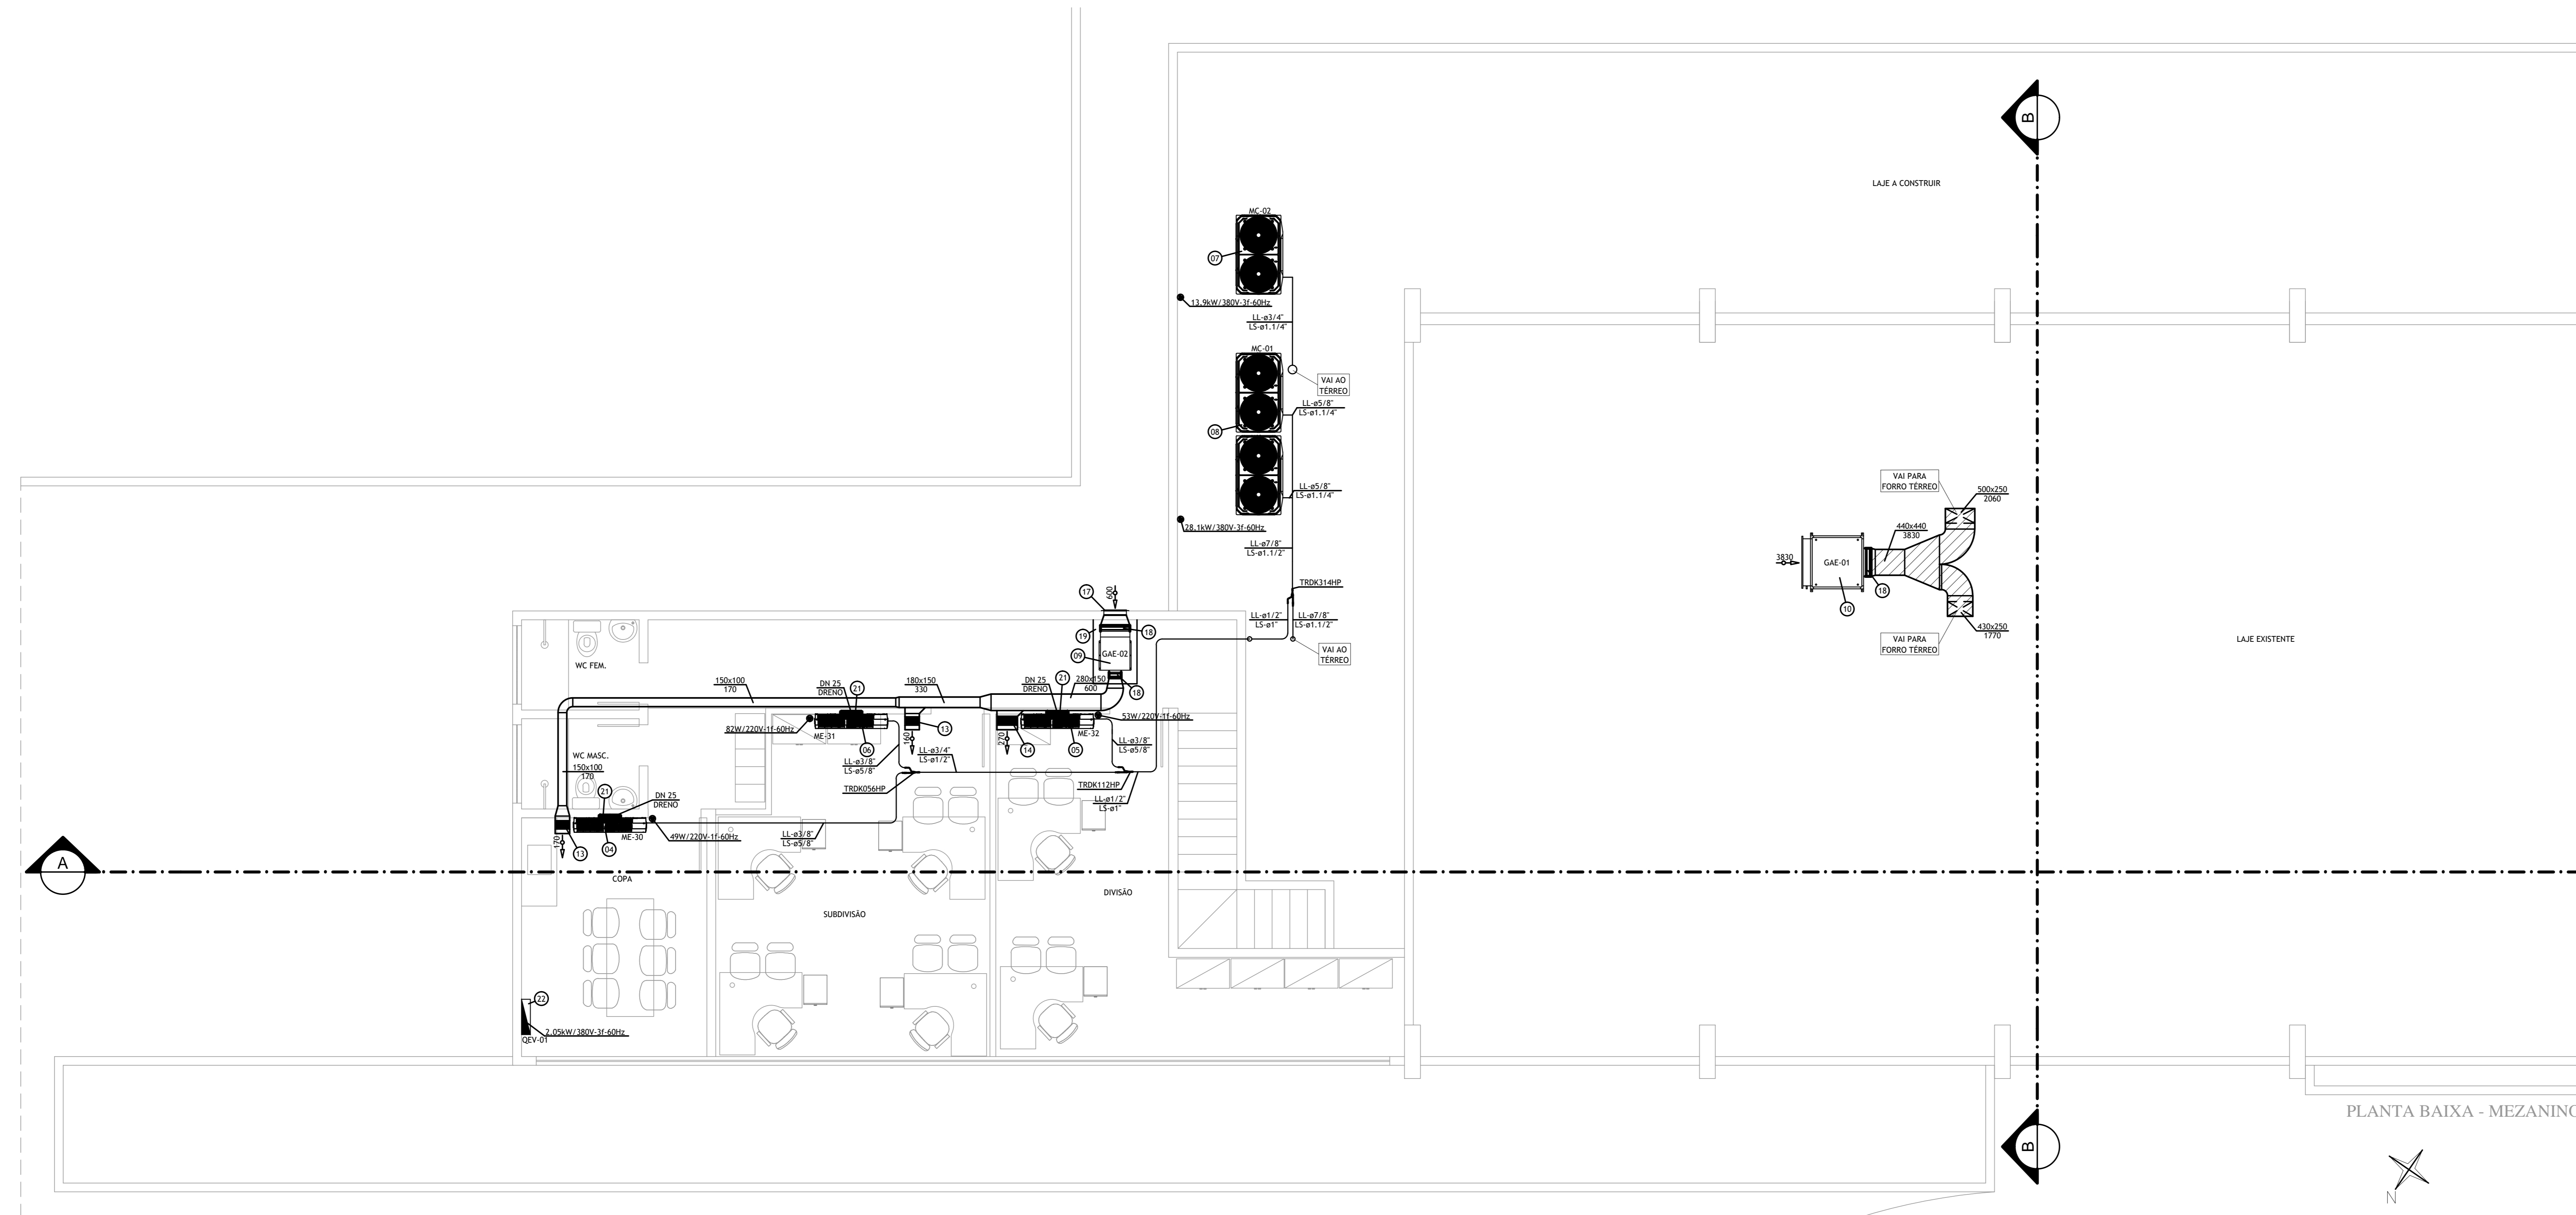 B
LAJE A CONSTRUIR
MC-02
07
13.9kW/380V-3f-60Hz
LL-ø3/4"
LS-ø1.1/4"
MC-01
VAI AO
TÉRREO
LL-ø5/8"
LS-ø1.1/4"
08
LL-ø5/8"
LS-ø1.1/4"
28.1kW/380V-3f-60Hz
LL-ø7/8"
LS-ø1.1/2"
TRDK314HP
LL-ø1/2"
LS-ø1"
LL-ø7/8"
LS-ø1.1/2"
VAI AO
TÉRREO
VAI PARA
FORRO TÉRREO
500x250
2060
440x440
3830
3830
GAE-01
18
10
430x250
1770
VAI PARA
FORRO TÉRREO
LAJE EXISTENTE
17
600
19
18
GAE-02
09
18
WC FEM.
150x100
170
DN 25
DRENO
21
180x150
330
DN 25
DRENO
21
280x150
600
82W/220V-1f-60Hz
ME-31
06
160
13
270
14
05
ME-32
53W/220V-1f-60Hz
LL-ø3/8"
LS-ø5/8"
LL-ø3/4"
LS-ø1/2"
LL-ø3/8"
LS-ø5/8"
TRDK056HP
TRDK112HP
LL-ø1/2"
LS-ø1"
WC MASC.
150x100
170
21
DN 25
DRENO
170
13
04
ME-30
49W/220V-1f-60Hz
LL-ø3/8"
LS-ø5/8"
A
COPA
SUBDIVISÃO
DIVISÃO
22
2.05kW/380V-3f-60Hz
QEV-01
PLANTA BAIXA - MEZANINO
B
N